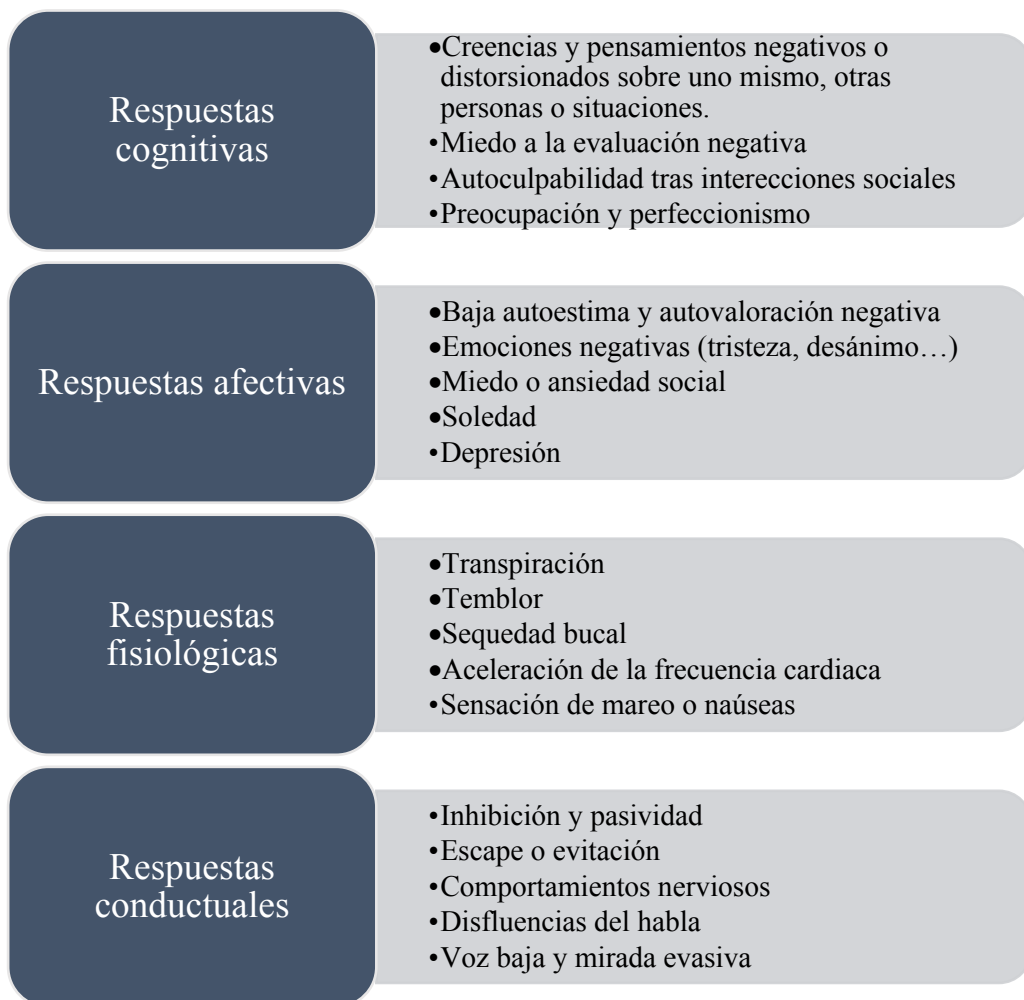 Respuestas
cognitivas
•Creencias y pensamientos negativos o
distorsionados sobre uno mismo, otras
personas o situaciones.
•Miedo a la evaluación negativa
•Autoculpabilidad tras interecciones sociales
•Preocupación y perfeccionismo
Respuestas afectivas
•Baja autoestima y autovaloración negativa
•Emociones negativas (tristeza, desánimo…)
•Miedo o ansiedad social
•Soledad
•Depresión
Respuestas
fisiológicas
•Transpiración
•Temblor
•Sequedad bucal
•Aceleración de la frecuencia cardiaca
•Sensación de mareo o naúseas
Respuestas
conductuales
•Inhibición y pasividad
•Escape o evitación
•Comportamientos nerviosos
•Disfluencias del habla
•Voz baja y mirada evasiva